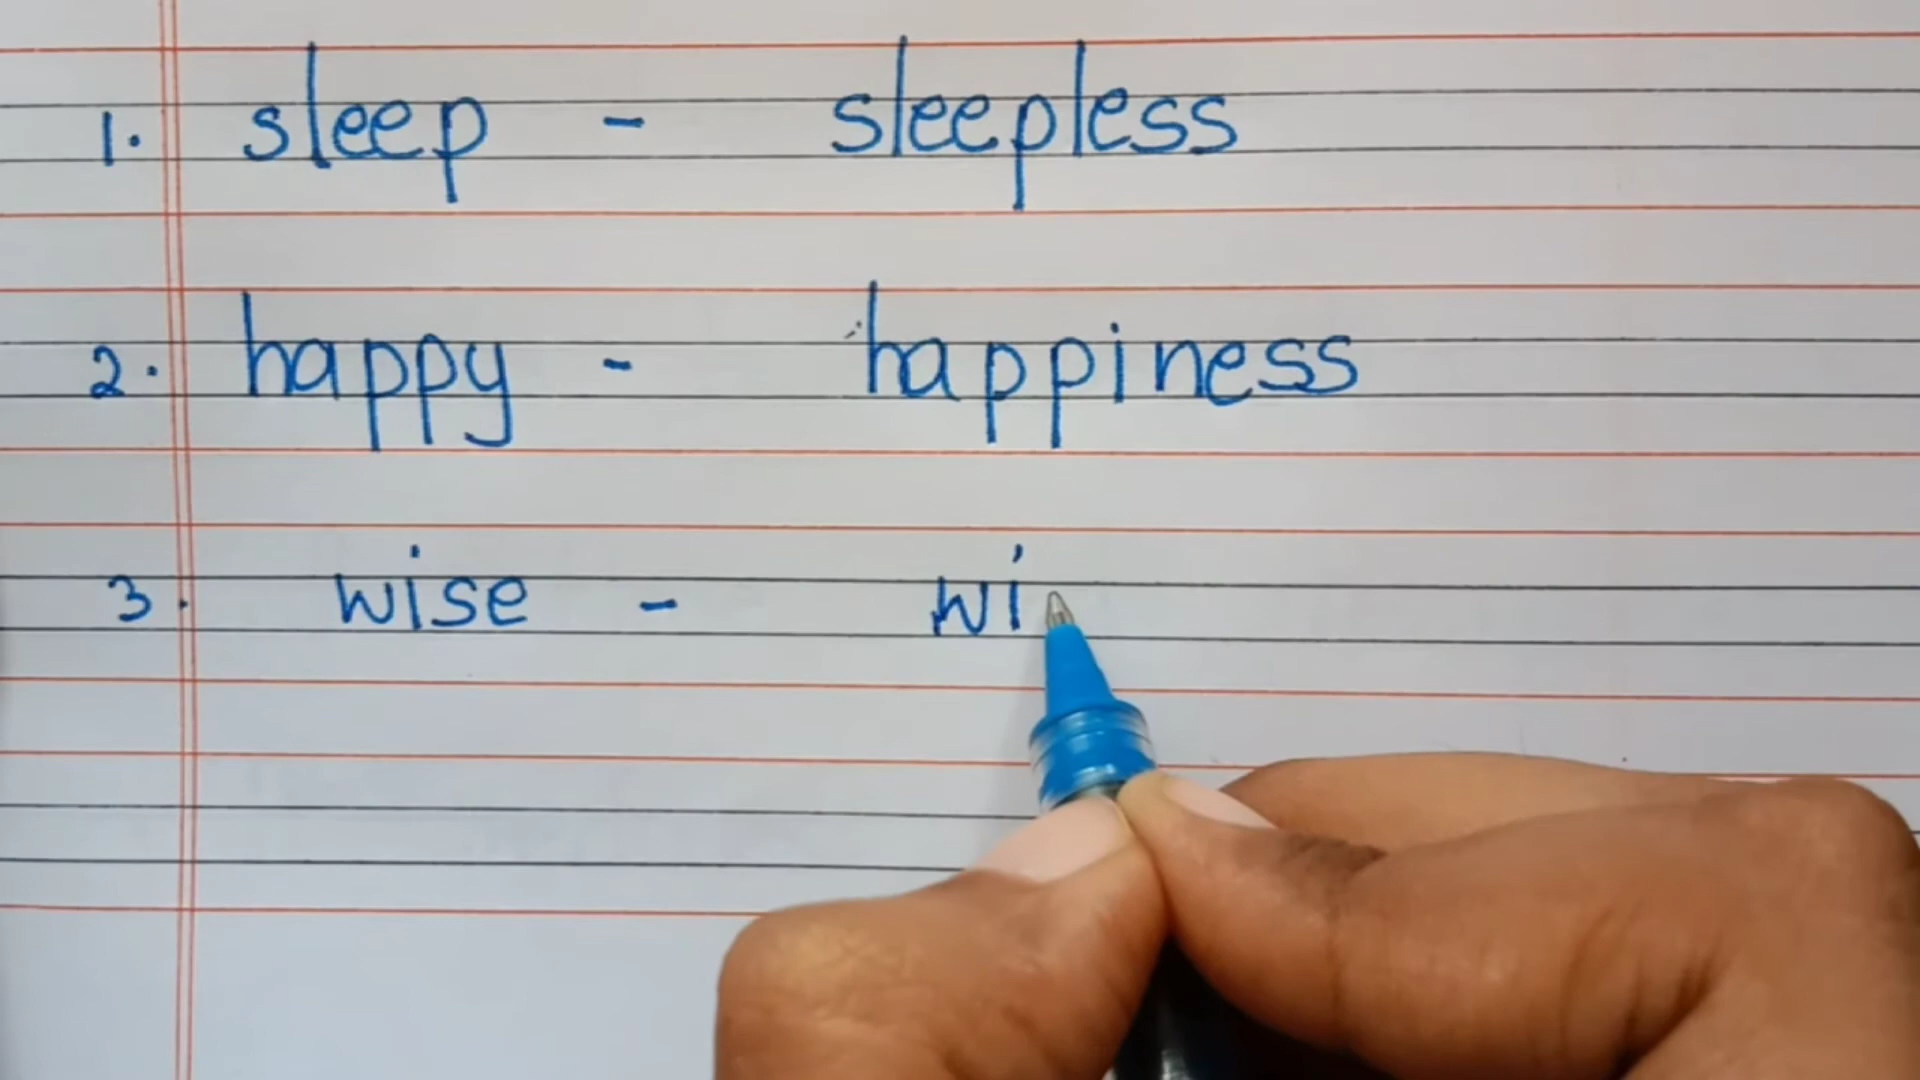 1. sleep - sleepless
2. happy - happiness
3. wise - wi